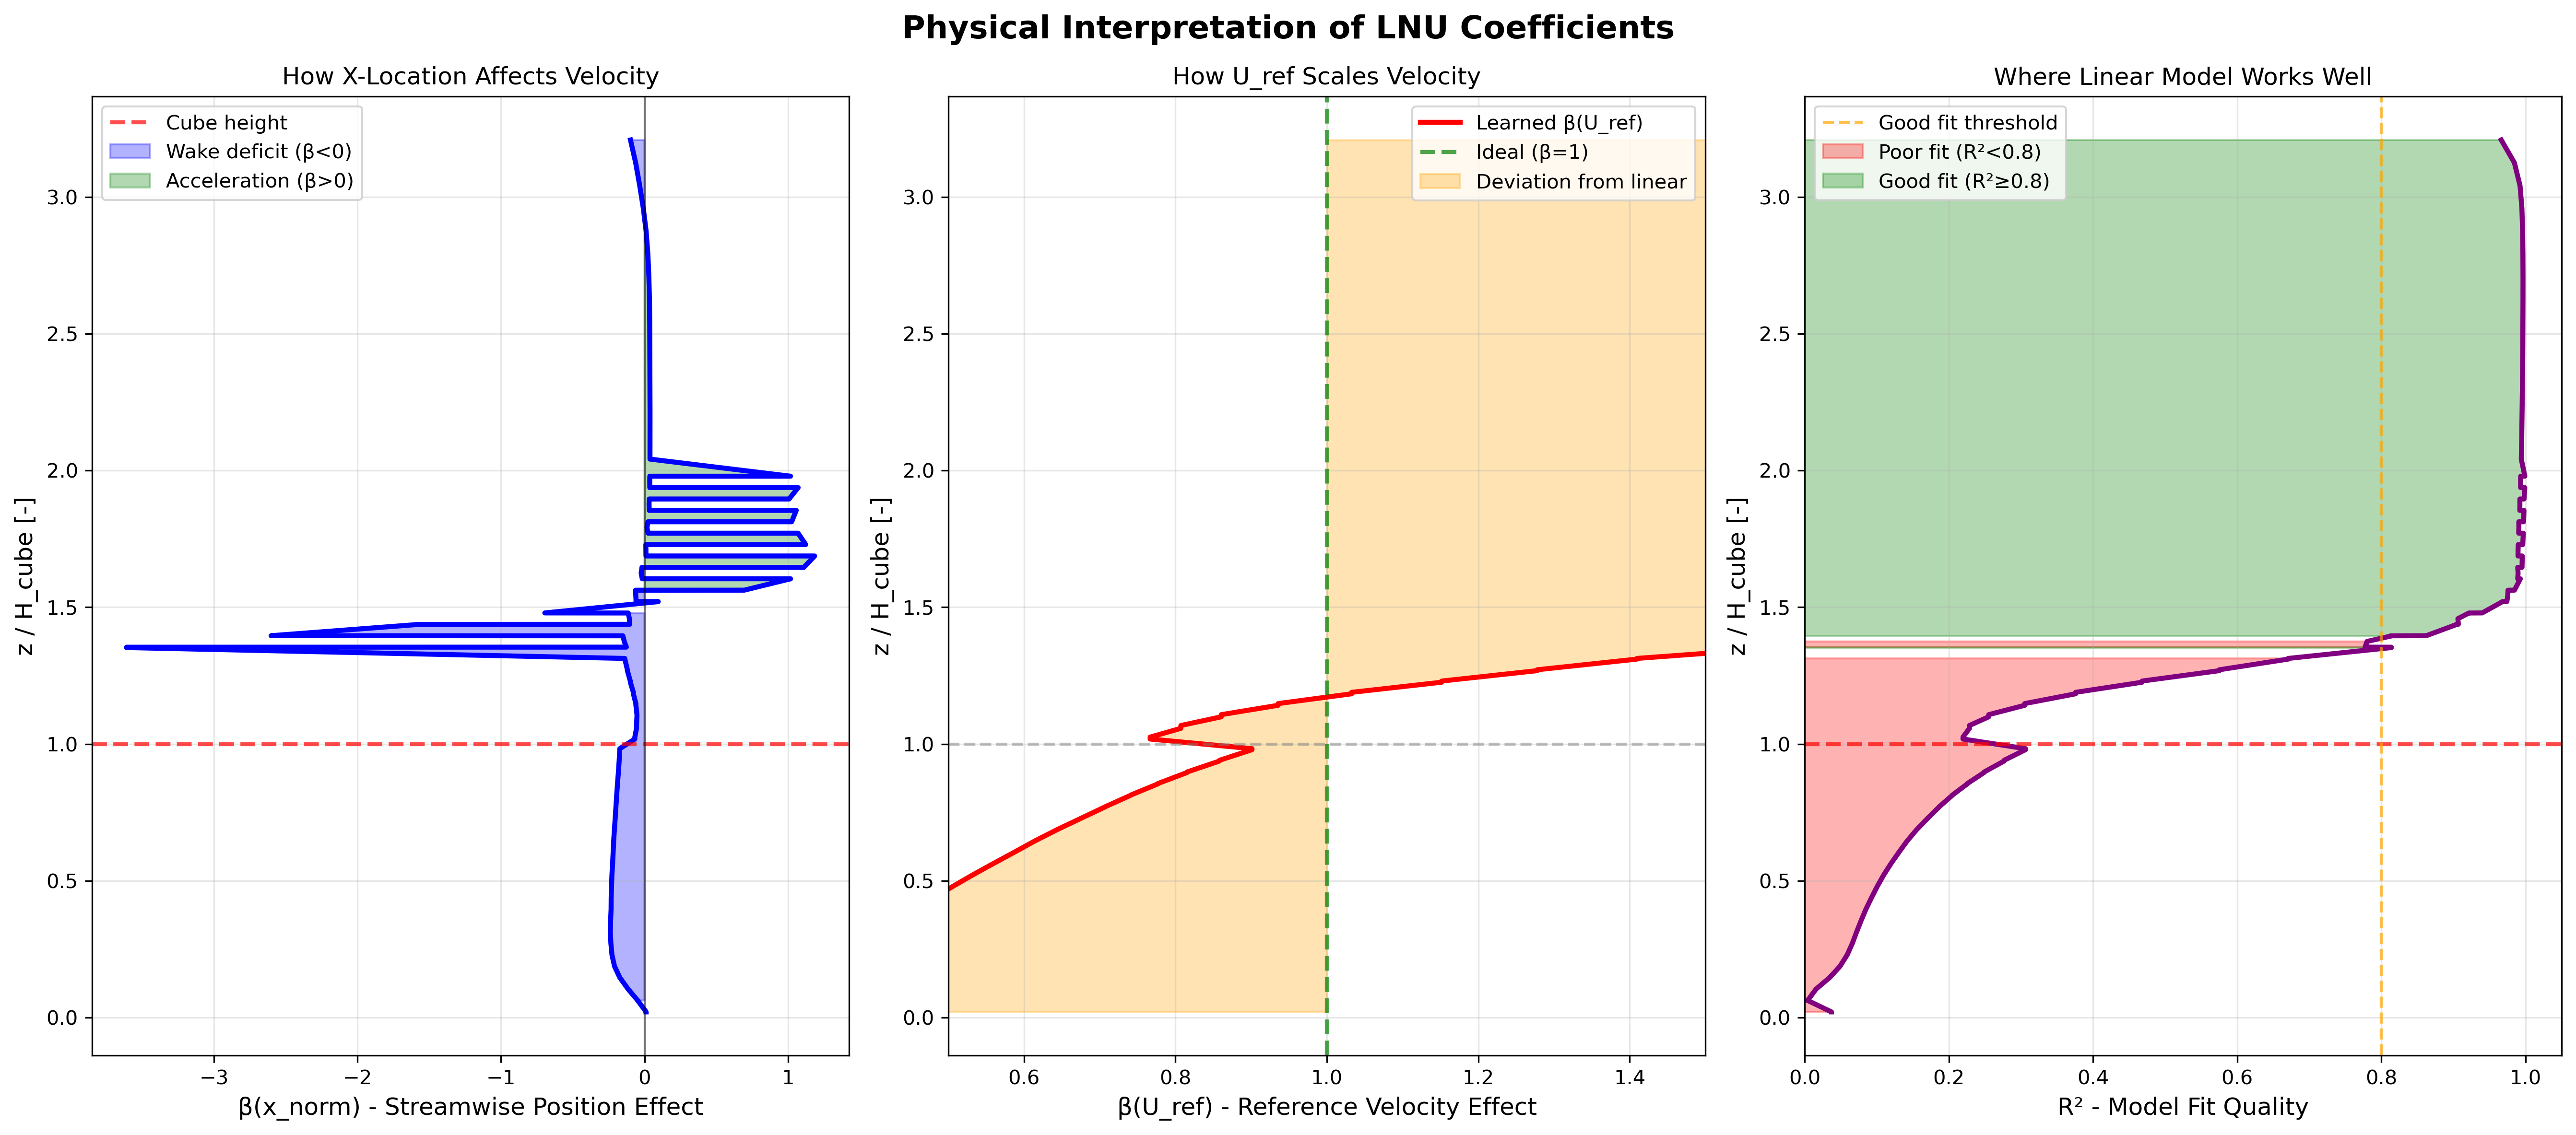 Physical Interpretation of LNU Coefficients
How X-Location Affects Velocity
Cube height
Wake deficit (β<0)
Acceleration (β>0)
3.0
2.5
2.0
1.5
1.0
0.5
0.0
z / H_cube [-]
−3
−2
−1
0
1
β(x_norm) - Streamwise Position Effect
How U_ref Scales Velocity
Learned β(U_ref)
Ideal (β=1)
Deviation from linear
3.0
2.5
2.0
1.5
1.0
0.5
0.0
z / H_cube [-]
0.6
0.8
1.0
1.2
1.4
β(U_ref) - Reference Velocity Effect
Where Linear Model Works Well
Good fit threshold
Poor fit (R²<0.8)
Good fit (R²≥0.8)
3.0
2.5
2.0
1.5
1.0
0.5
0.0
z / H_cube [-]
0.0
0.2
0.4
0.6
0.8
1.0
R² - Model Fit Quality